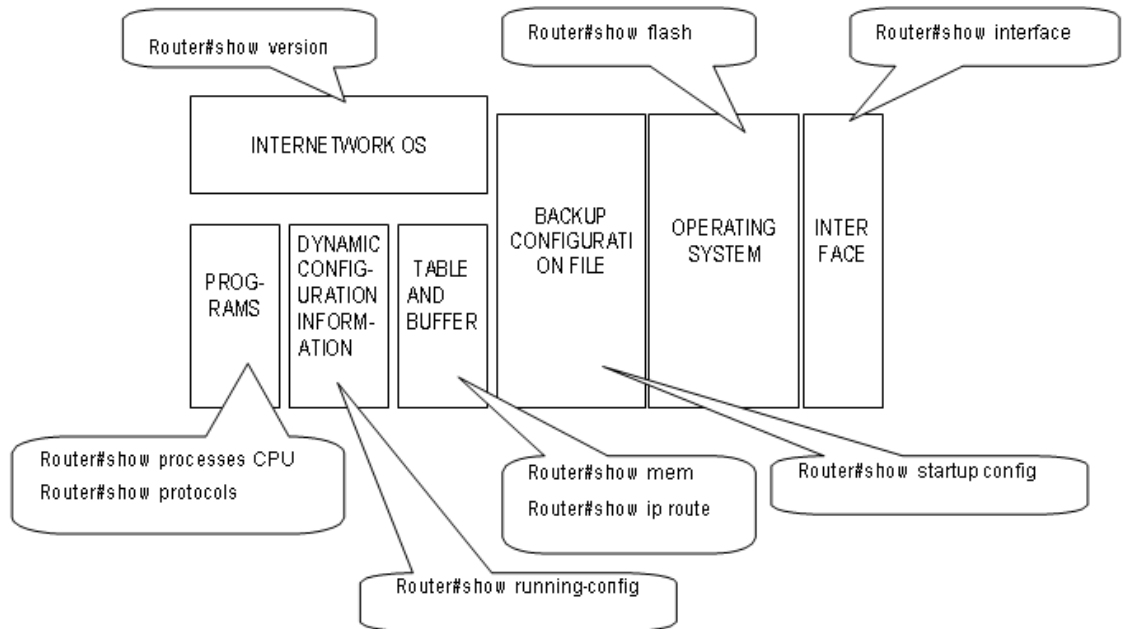 Router#show version
Router#show flash
Router#show interface
INTERNETWORK OS
PROG-
RAMS
DYNAMIC
CONFIG-
URATION
INFORM-
ATION
TABLE
AND
BUFFER
BACKUP
CONFIGURATI
ON FILE
OPERATING
SYSTEM
INTER
FACE
Router#show processes CPU
Router#show protocols
Router#show mem
Router#show ip route
Router#show startup config
Router#show running-config